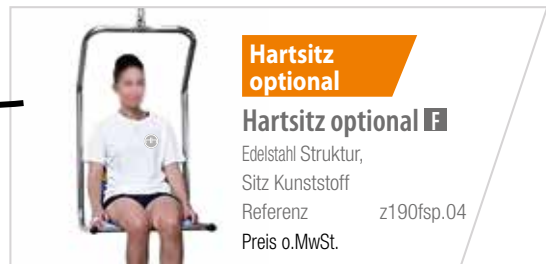 Hartsitz
optional
Hartsitz optional F
Edelstahl Struktur,
Sitz Kunststoff
Referenz z190fsp.04
Preis o.MwSt.